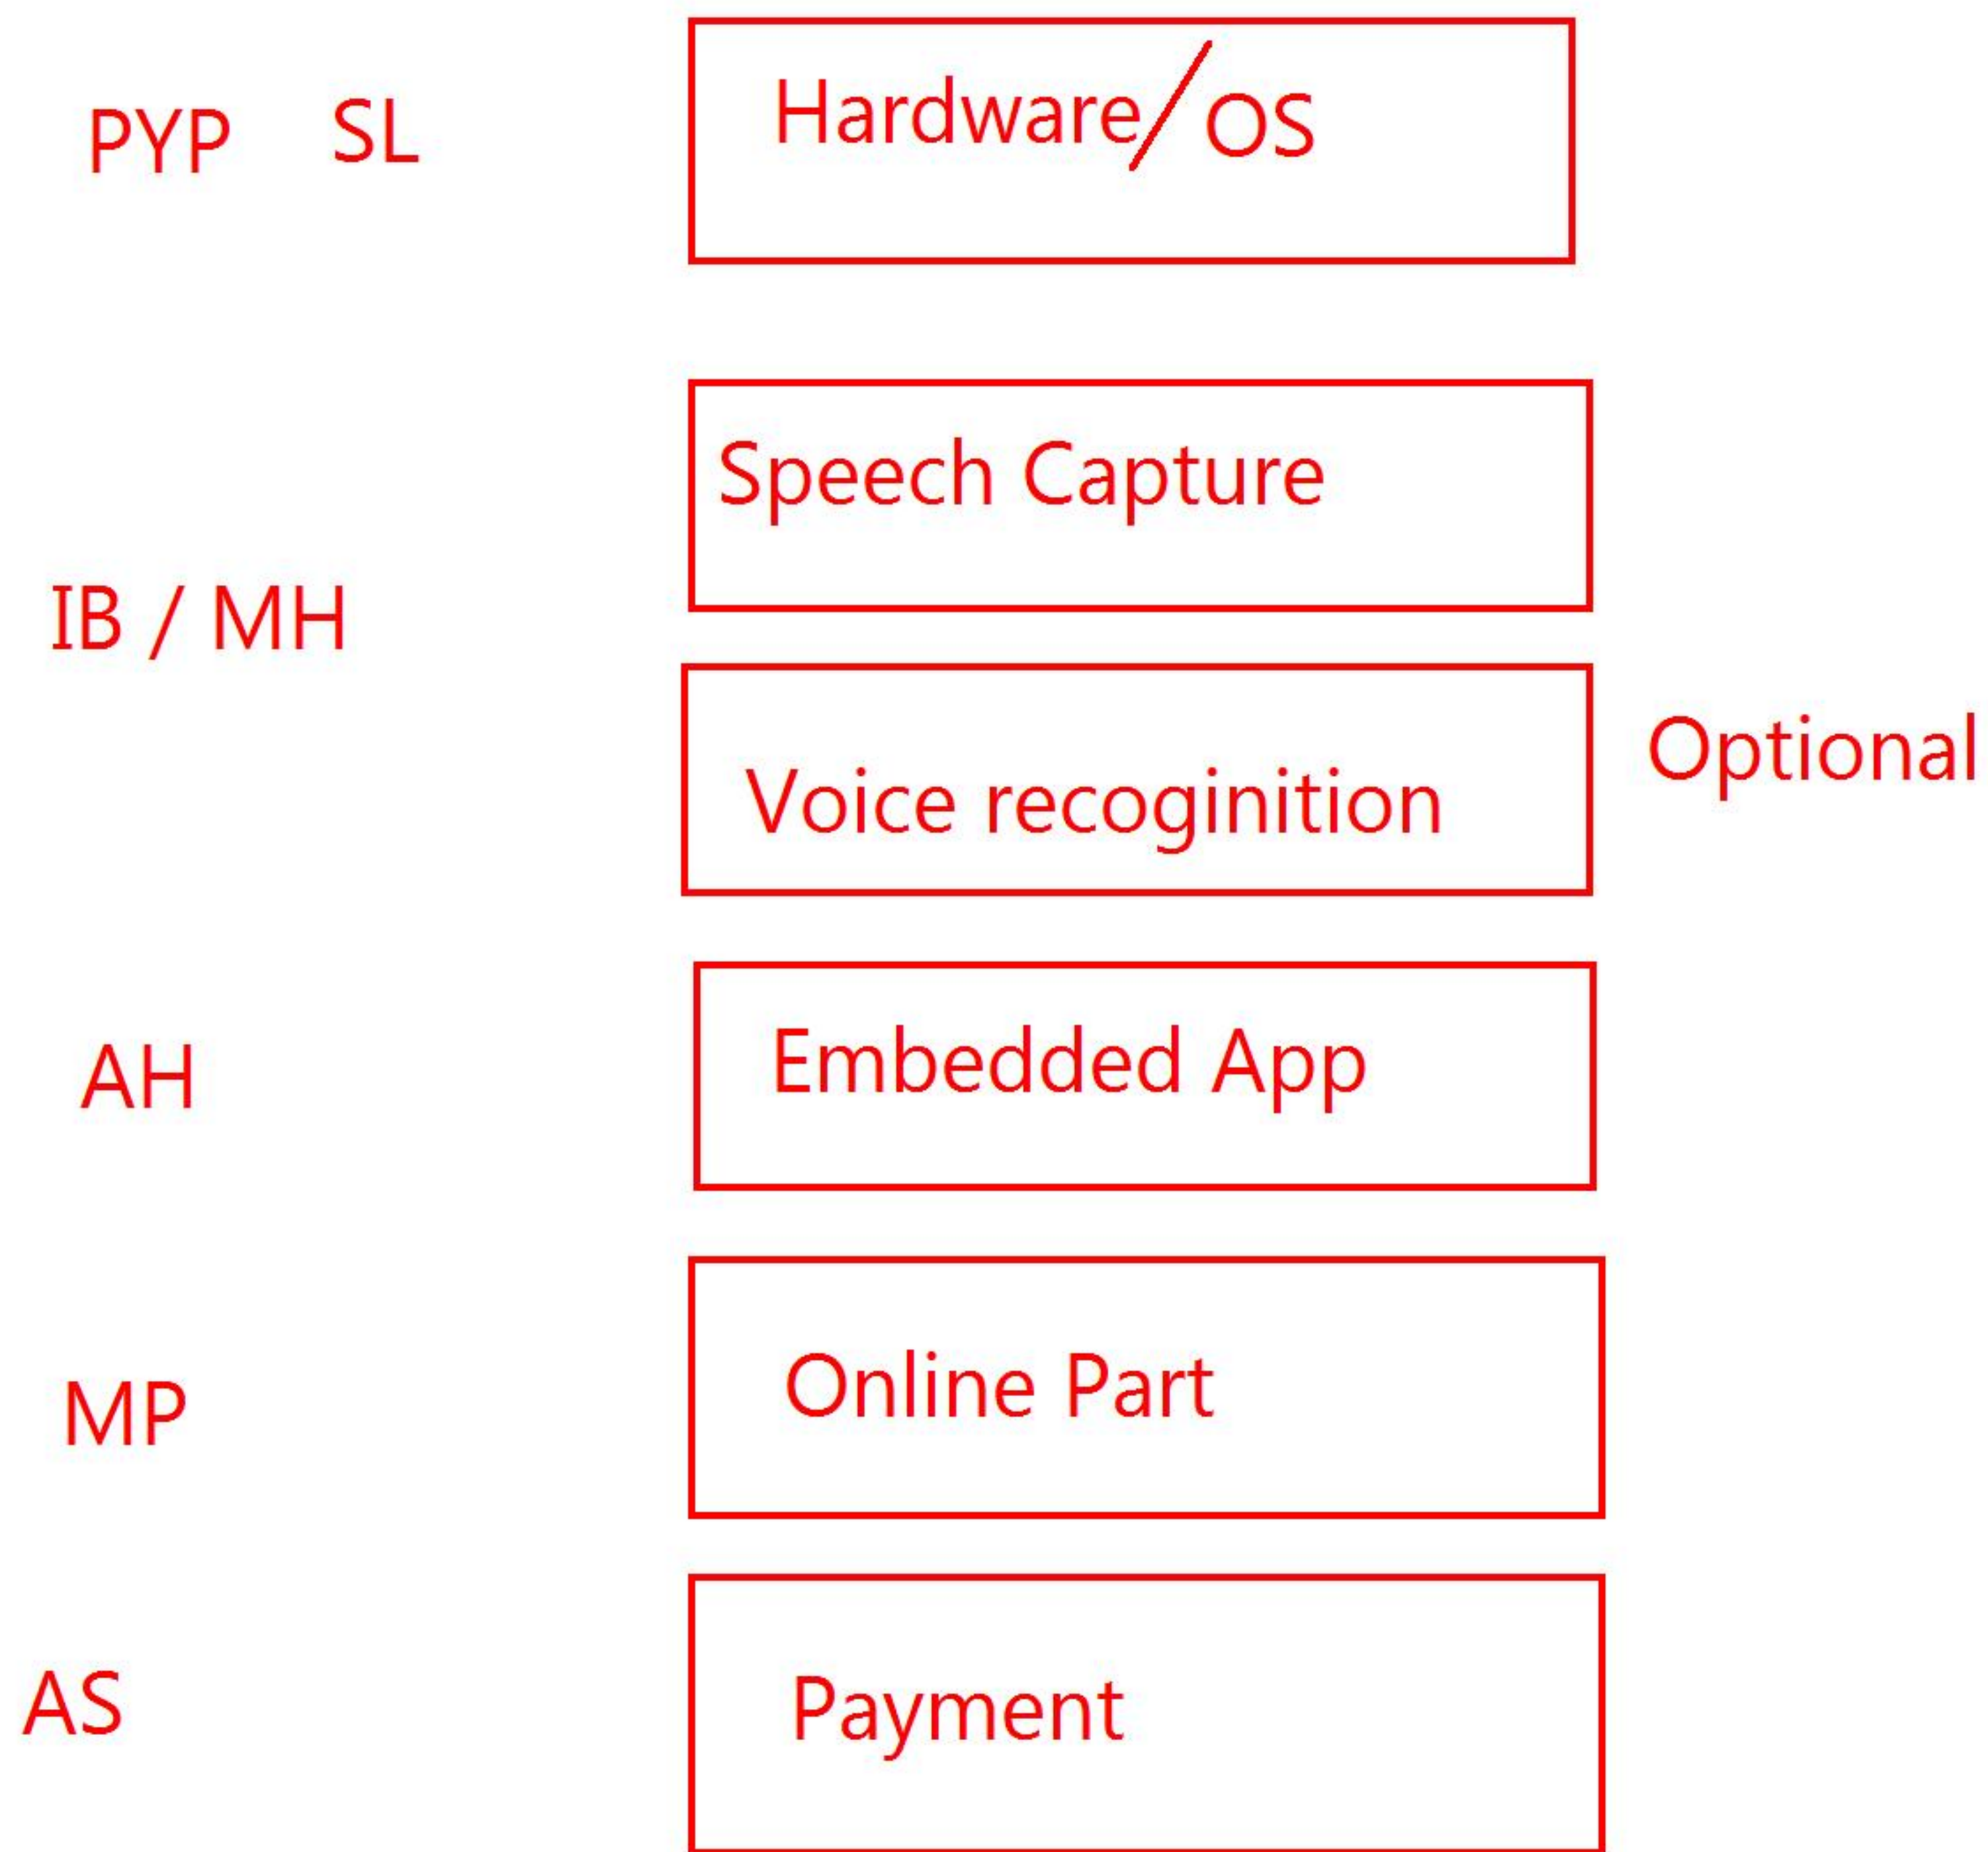 PYP SL Hardware/OS
Speech Capture
IB / MH
Voice recoginition Optional
AH Embedded App
MP Online Part
AS Payment